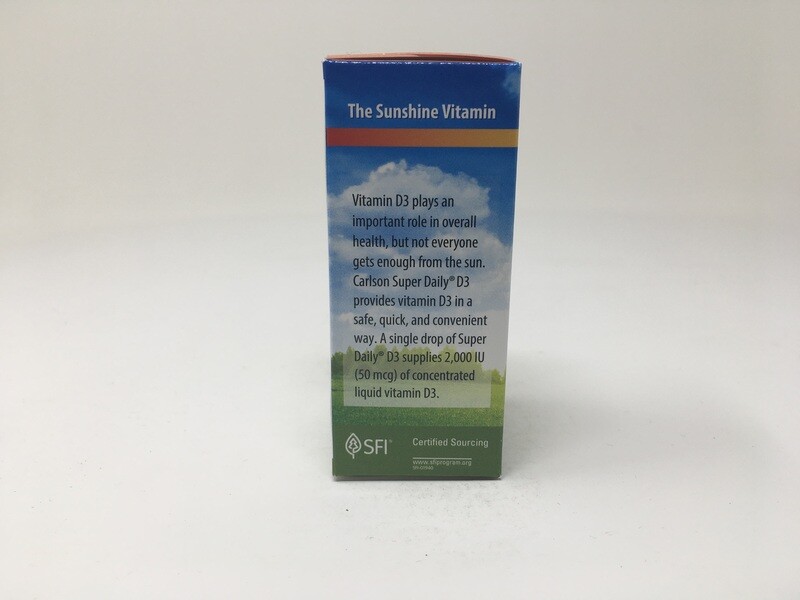 The Sunshine Vitamin
Vitamin D3 plays an
important role in overall
health, but not everyone
gets enough from the sun.
Carlson Super Daily® D3
provides vitamin D3 in a
safe, quick, and convenient
way. A single drop of Super
Daily® D3 supplies 2,000 IU
(50 mcg) of concentrated
liquid vitamin D3.
SFI®
Certified Sourcing
www.sfiprogram.org